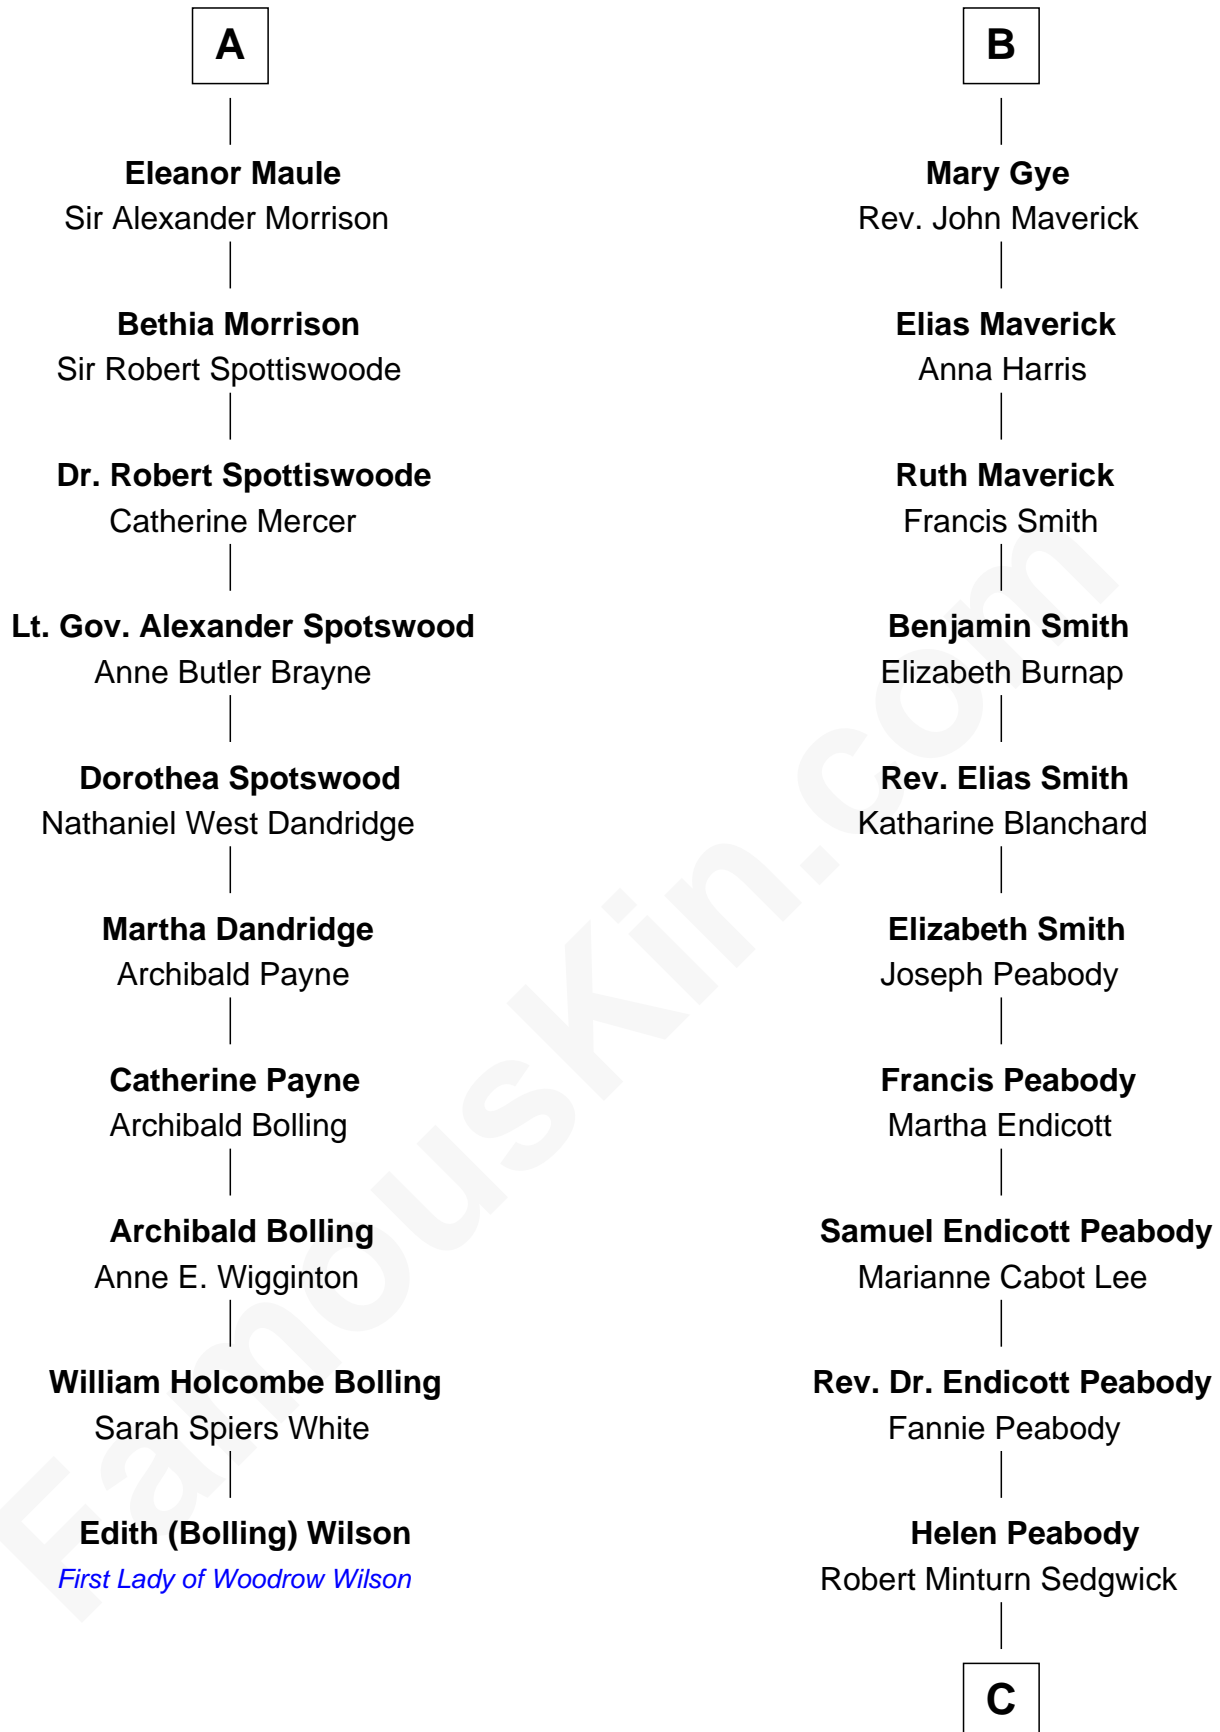 A
Eleanor Maule
Sir Alexander Morrison
Bethia Morrison
Sir Robert Spottiswoode
Dr. Robert Spottiswoode
Catherine Mercer
Lt. Gov. Alexander Spotswood
Anne Butler Brayne
Dorothea Spotswood
Nathaniel West Dandridge
Martha Dandridge
Archibald Payne
Catherine Payne
Archibald Bolling
Archibald Bolling
Anne E. Wigginton
William Holcombe Bolling
Sarah Spiers White
Edith (Bolling) Wilson
First Lady of Woodrow Wilson
B
Mary Gye
Rev. John Maverick
Elias Maverick
Anna Harris
Ruth Maverick
Francis Smith
Benjamin Smith
Elizabeth Burnap
Rev. Elias Smith
Katharine Blanchard
Elizabeth Smith
Joseph Peabody
Francis Peabody
Martha Endicott
Samuel Endicott Peabody
Marianne Cabot Lee
Rev. Dr. Endicott Peabody
Fannie Peabody
Helen Peabody
Robert Minturn Sedgwick
C
FamousKin.com